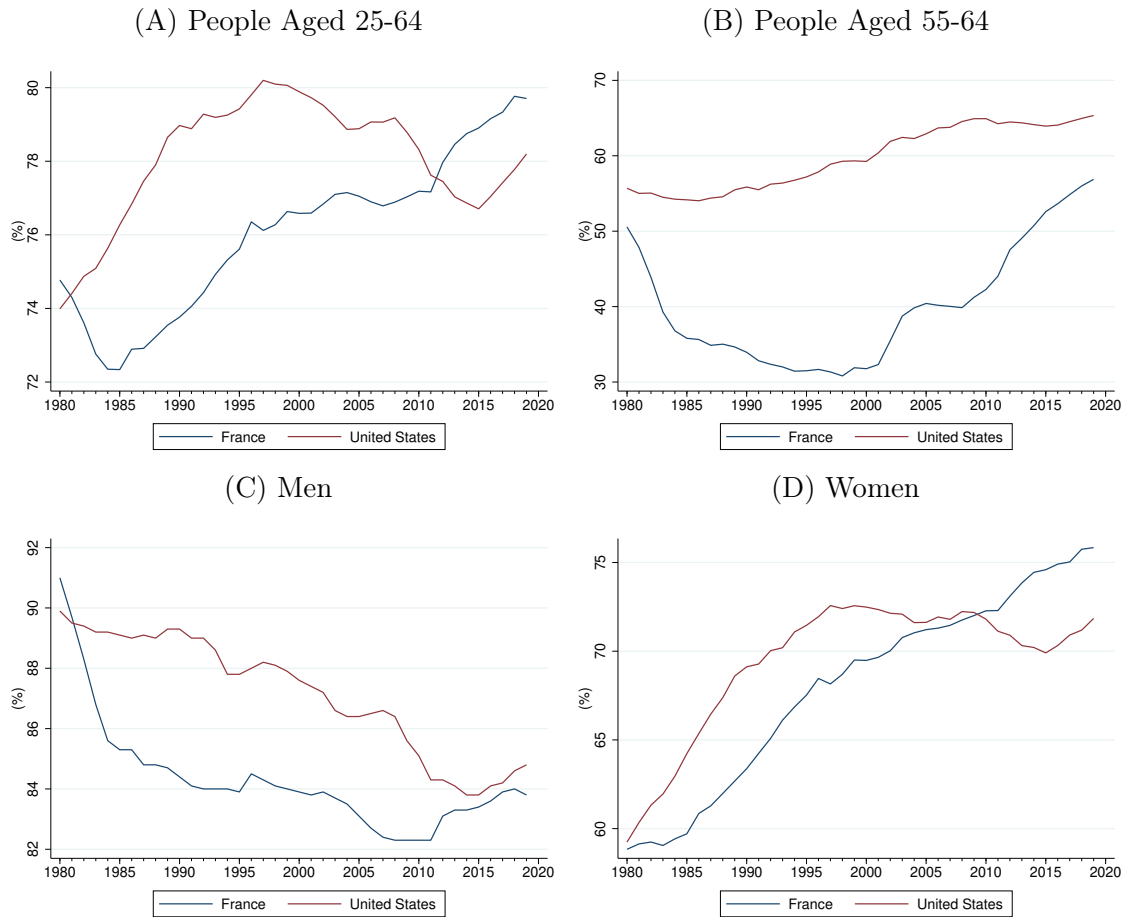 (A) People Aged 25-64
(%)
80
78
76
74
72
1980 1985 1990 1995 2000 2005 2010 2015 2020
France United States
(B) People Aged 55-64
(%)
70
60
50
40
30
1980 1985 1990 1995 2000 2005 2010 2015 2020
France United States
(C) Men
(%)
92
90
88
86
84
82
1980 1985 1990 1995 2000 2005 2010 2015 2020
France United States
(D) Women
(%)
75
70
65
60
1980 1985 1990 1995 2000 2005 2010 2015 2020
France United States